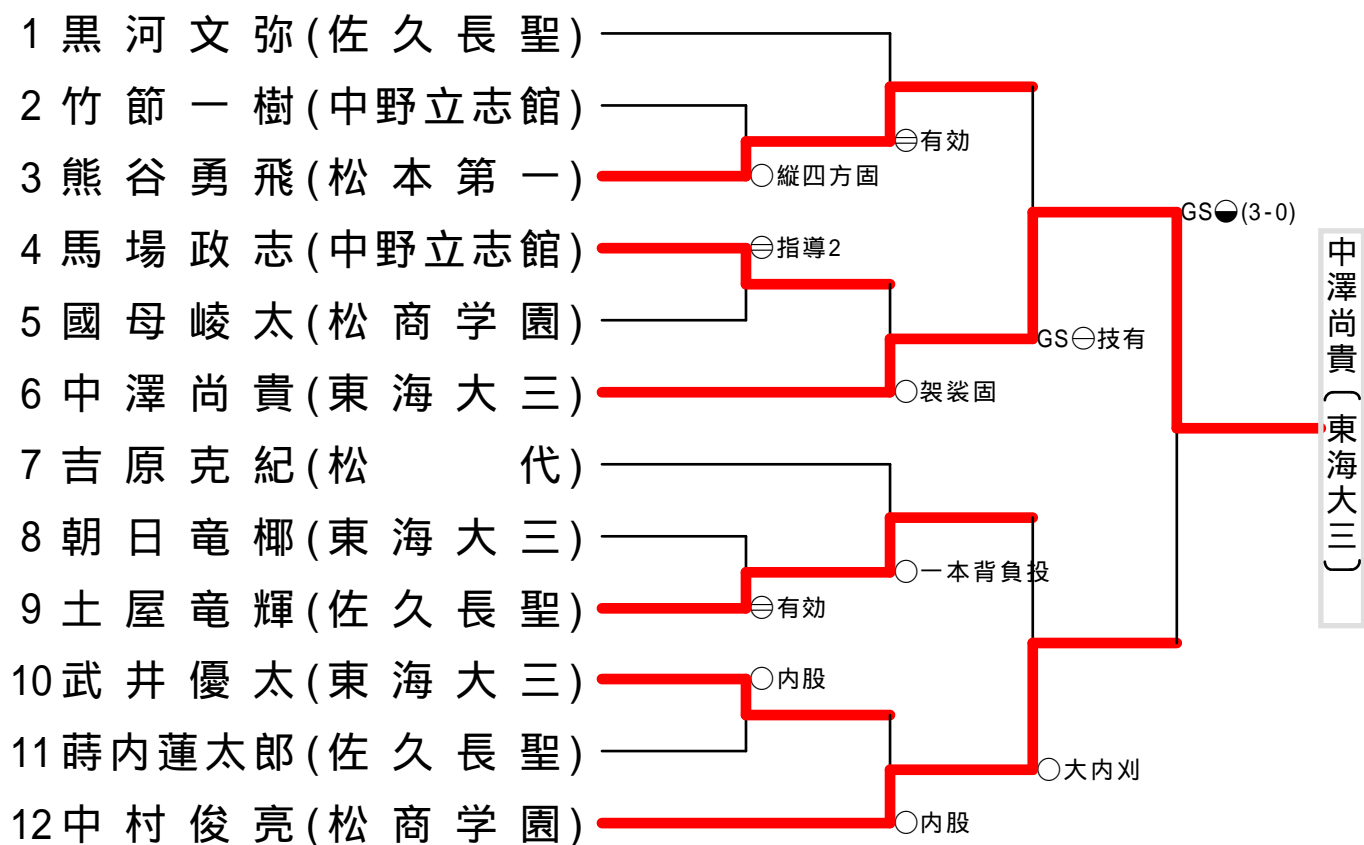 1 黒河文弥(佐久長聖)
2 竹節一樹(中野立志館)
3 熊谷勇飛(松本第一)
4 馬場政志(中野立志館)
5 國母崚太(松商学園)
6 中澤尚貴(東海大三)
7 吉原克紀(松代)
8 朝日竜椰(東海大三)
9 土屋竜輝(佐久長聖)
10 武井優太(東海大三)
11 蒔内蓮太郎(佐久長聖)
12 中村俊亮(松商学園)
○縦四方固
㊀指導2
㊀有効
○内股
㊀有効
○袈裟固
○一本背負投
○内股
GS㊀技有
○大内刈
GS◒(3-0)
中澤尚貴(東海大三)